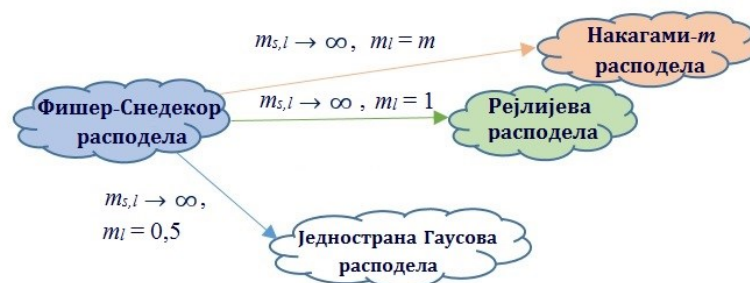 m_{s,l} → ∞, m_l = m
Накагами-m
расподела
Фишер-Снедекор
расподела
m_{s,l} → ∞ , m_l = 1
Рејлијева
расподела
m_{s,l} → ∞ ,
m_l = 0,5
Једнострана Гаусова
расподела